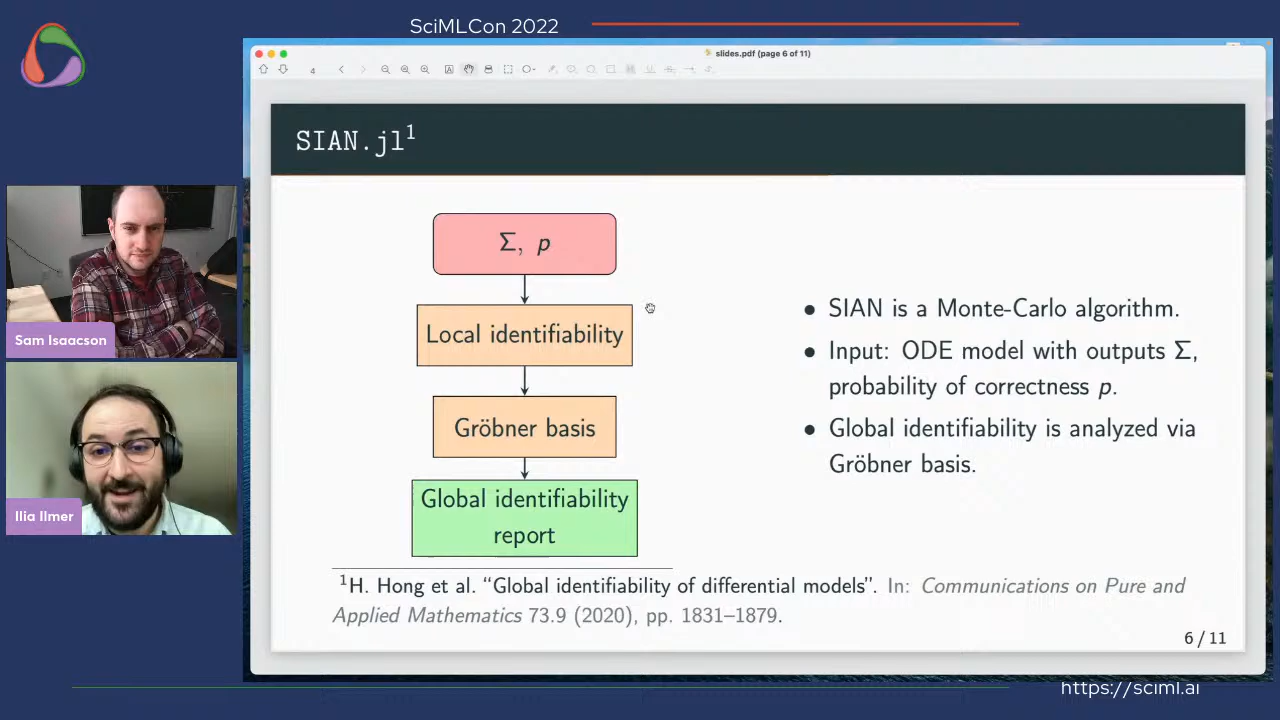 SciMLCon 2022
slides.pdf (page 6 of 11)
4
SIAN.jl¹
Σ, p
Local identifiability
Gröbner basis
Global identifiability
report
• SIAN is a Monte-Carlo algorithm.
• Input: ODE model with outputs Σ,
probability of correctness p.
• Global identifiability is analyzed via
Gröbner basis.
¹H. Hong et al. “Global identifiability of differential models”. In: Communications on Pure and
Applied Mathematics 73.9 (2020), pp. 1831–1879.
6 / 11
Sam Isaacson
Ilia Ilmer
https://sciml.ai